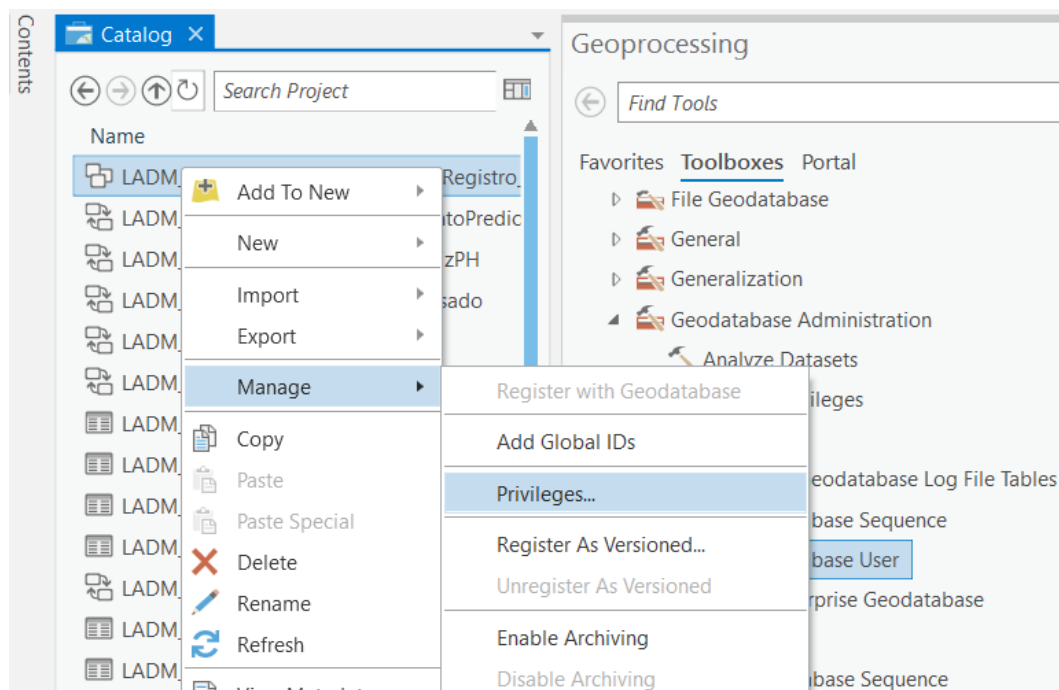 Contents
Catalog
Search Project
Name
LADM_
Registro_
LADM_
LADM_
zPH
LADM_
sado
LADM_
LADM_
LADM_
LADM_
LADM_
LADM_
LADM_
LADM_
LADM_
Add To New
New
Import
Export
Manage
Copy
Paste
Paste Special
Delete
Rename
Refresh
Register with Geodatabase
Add Global IDs
Privileges...
Register As Versioned...
Unregister As Versioned
Enable Archiving
Disable Archiving
Geoprocessing
Find Tools
Favorites Toolboxes Portal
File Geodatabase
General
Generalization
Geodatabase Administration
Analyze Datasets
ileges
eodatabase Log File Tables
base Sequence
base User
rprise Geodatabase
base Sequence